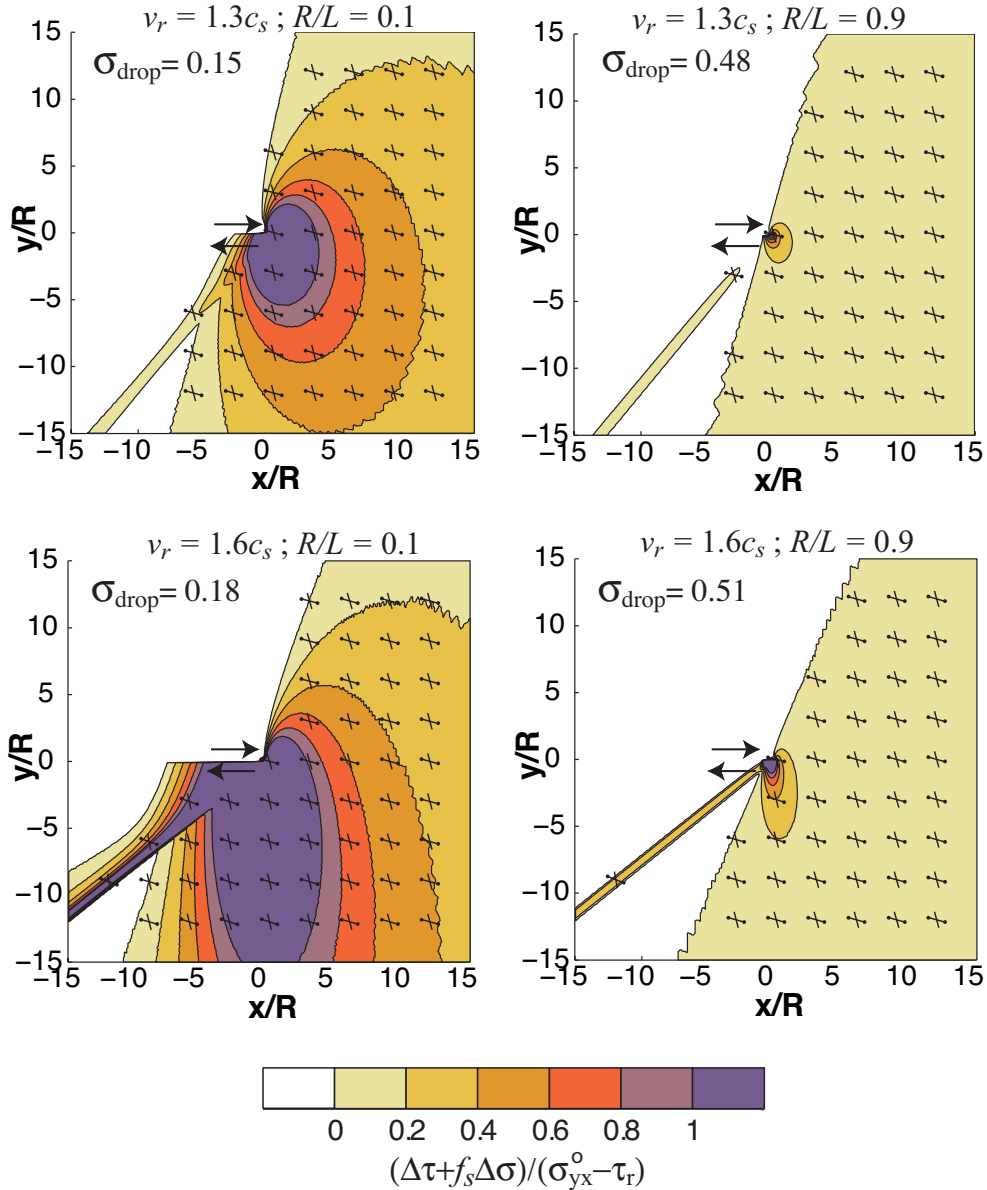 v_r = 1.3c_s ; R/L = 0.1
σ_drop= 0.15
15
10
5
0
−5
−10
−15
y/R
−15 −10 −5 0 5 10 15
x/R
v_r = 1.3c_s ; R/L = 0.9
σ_drop= 0.48
15
10
5
0
−5
−10
−15
y/R
−15 −10 −5 0 5 10 15
x/R
v_r = 1.6c_s ; R/L = 0.1
σ_drop= 0.18
15
10
5
0
−5
−10
−15
y/R
−15 −10 −5 0 5 10 15
x/R
v_r = 1.6c_s ; R/L = 0.9
σ_drop= 0.51
15
10
5
0
−5
−10
−15
y/R
−15 −10 −5 0 5 10 15
x/R
0 0.2 0.4 0.6 0.8 1
(Δτ+f_sΔσ)/(σ^o_yx−τ_r)